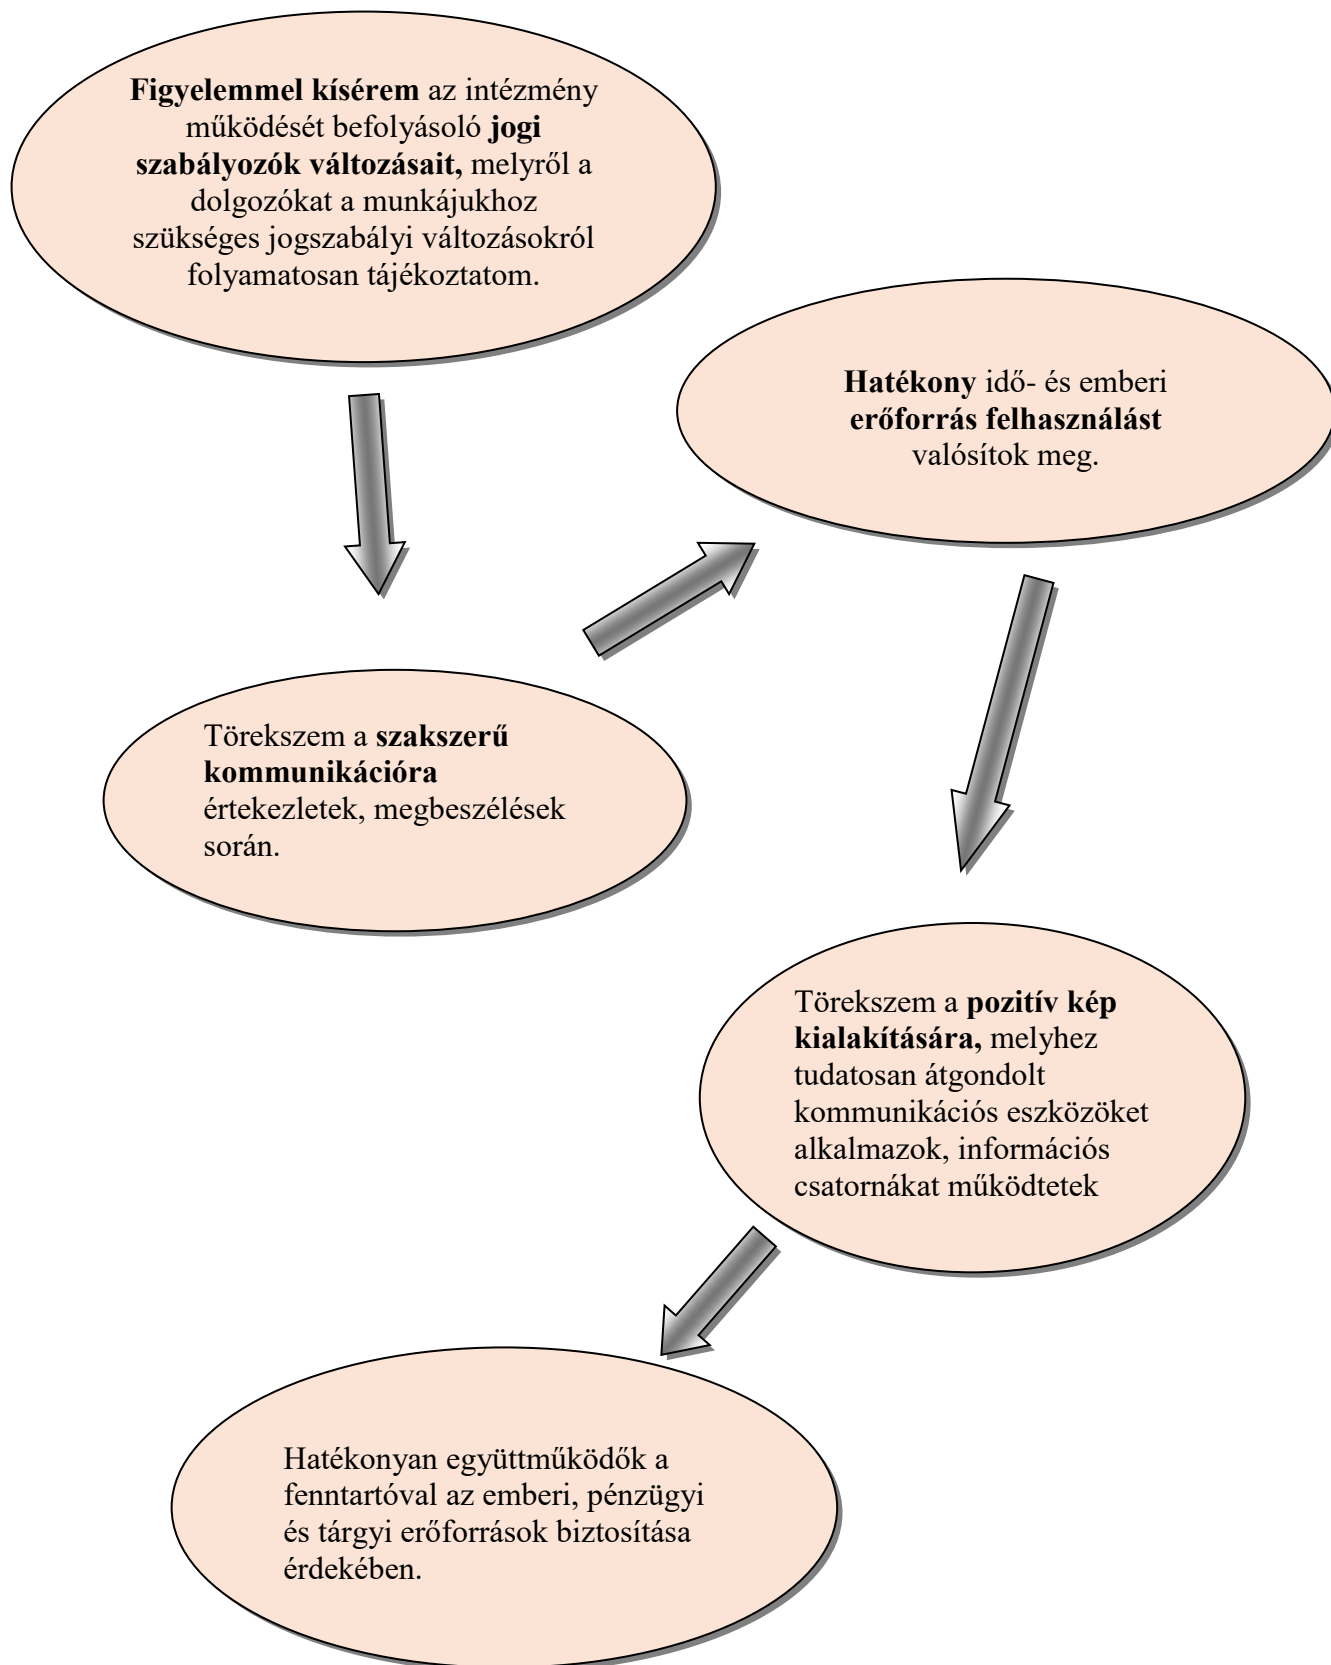 Figyelemmel kísérem az intézmény
működését befolyásoló jogi
szabályozók változásait, melyről a
dolgozókat a munkájukhoz
szükséges jogszabályi változásokról
folyamatosan tájékoztatom.
Hatékony idő- és emberi
erőforrás felhasználást
valósítok meg.
Törekszem a szakszerű
kommunikációra
értekezletek, megbeszélések
során.
Törekszem a pozitív kép
kialakítására, melyhez
tudatosan átgondolt
kommunikációs eszközöket
alkalmazok, információs
csatornákat működtetek
Hatékonyan együttműködők a
fenntartóval az emberi, pénzügyi
és tárgyi erőforrások biztosítása
érdekében.